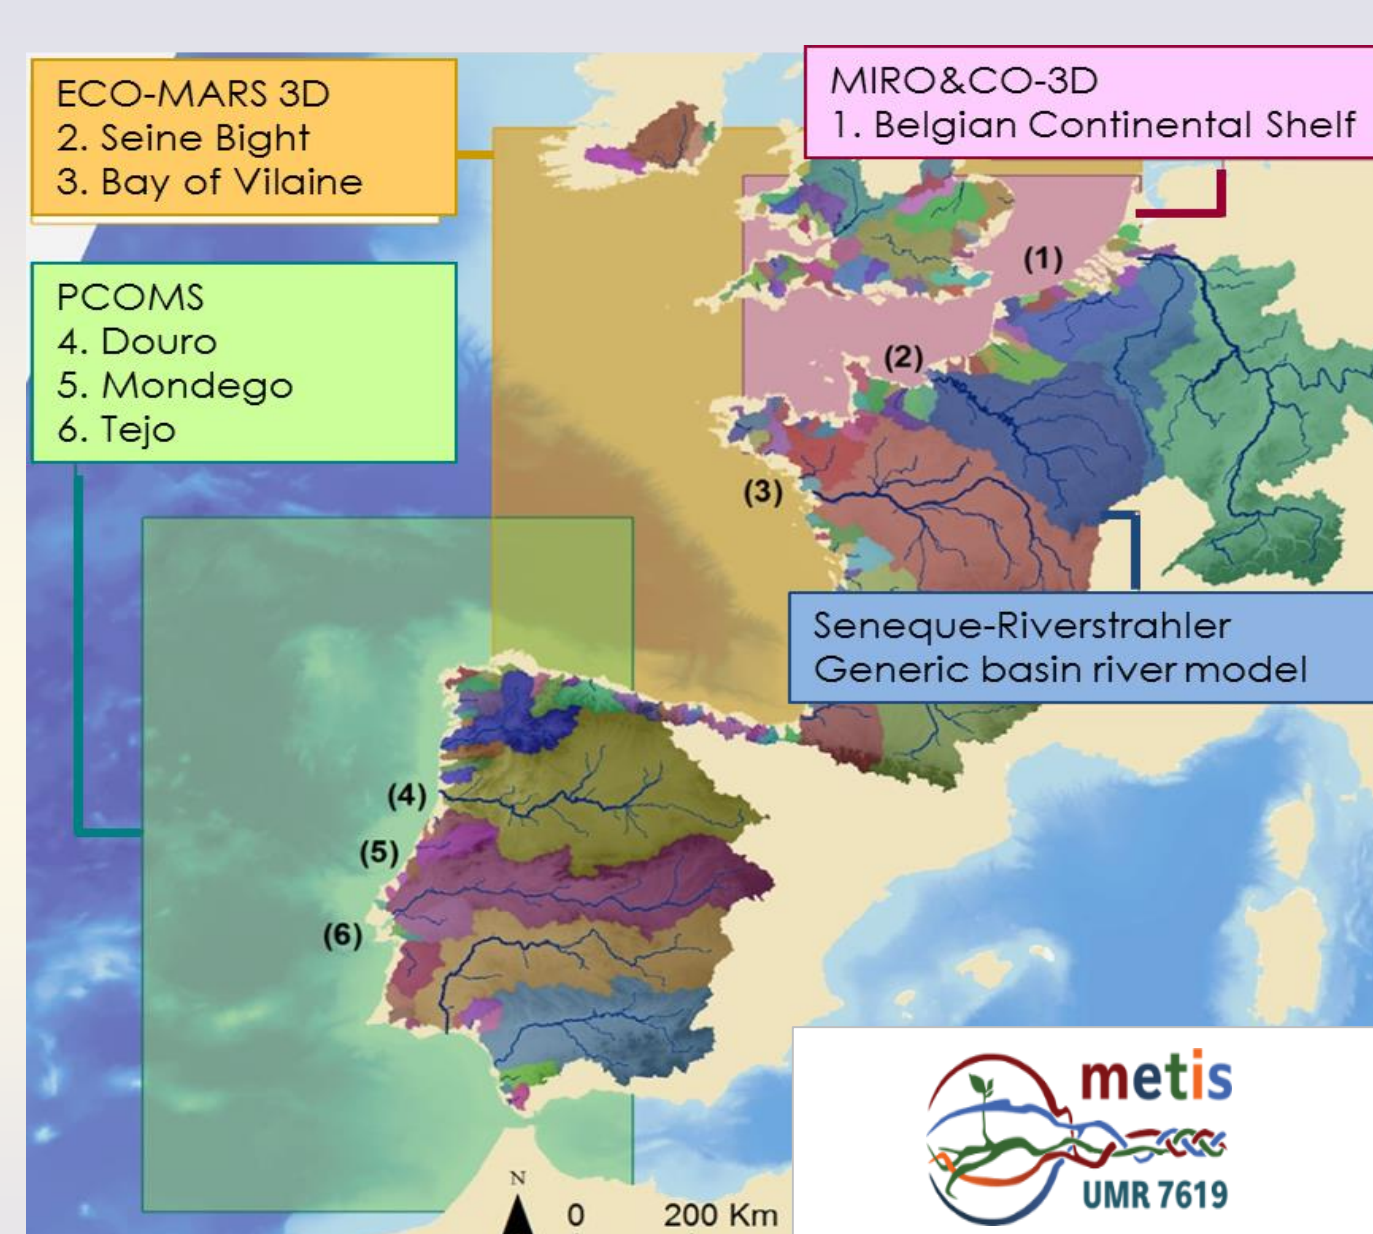 ECO-MARS 3D
2. Seine Bight
3. Bay of Vilaine
MIRO&CO-3D
1. Belgian Continental Shelf
PCOMS
4. Douro
5. Mondego
6. Tejo
(1)
(2)
(3)
Seneque-Riverstrahler
Generic basin river model
(4)
(5)
(6)
N
0 200 Km
metis
UMR 7619